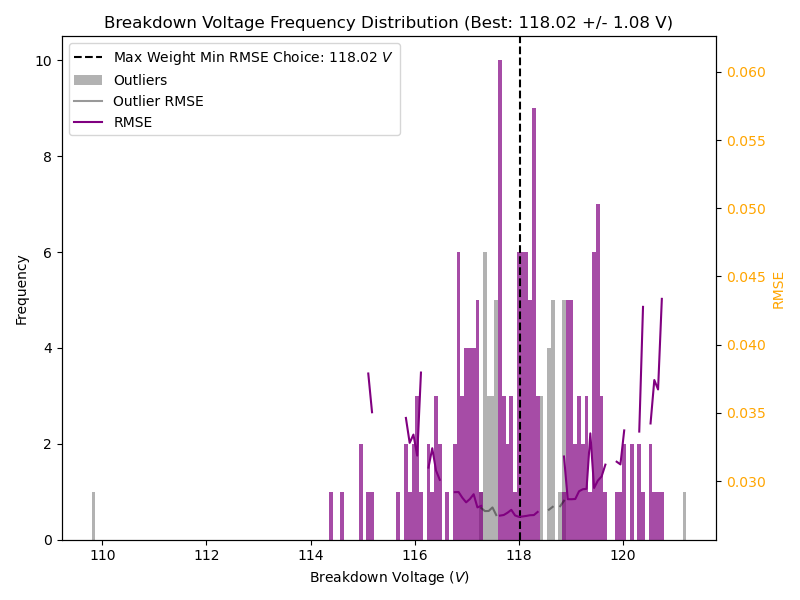 Breakdown Voltage Frequency Distribution (Best: 118.02 +/- 1.08 V)
Max Weight Min RMSE Choice: 118.02 V
Outliers
Outlier RMSE
RMSE
10
8
6
4
2
0
Frequency
110
112
114
116
118
120
Breakdown Voltage (V)
0.060
0.055
0.050
0.045
0.040
0.035
0.030
RMSE